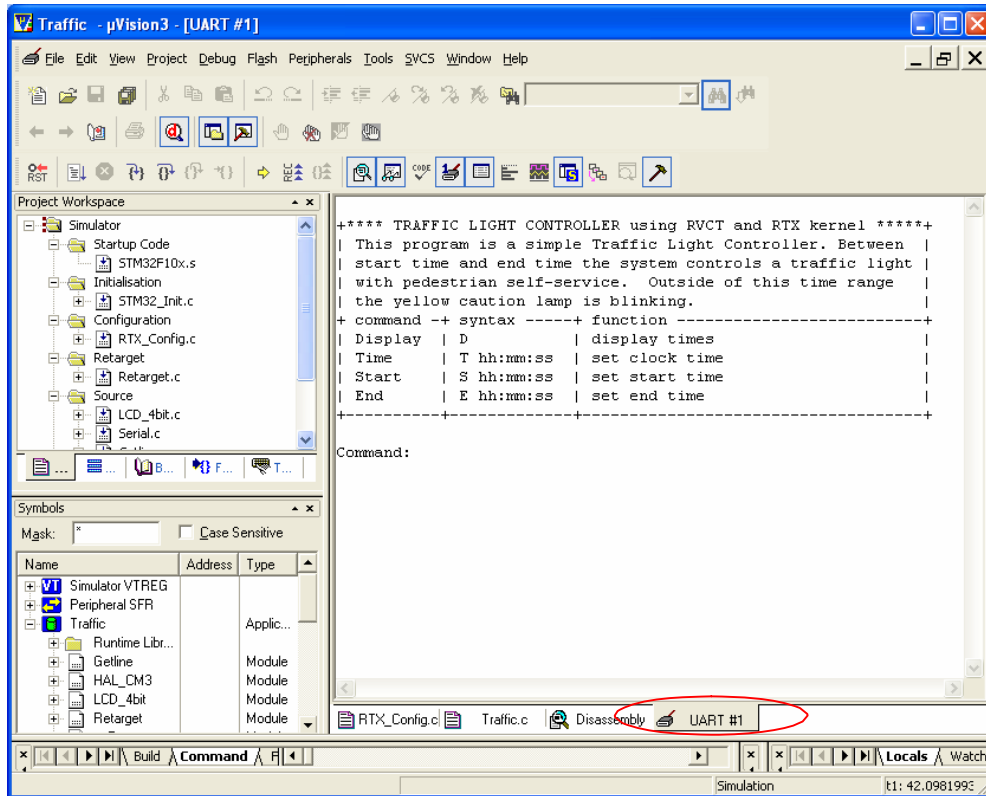 Traffic - µVision3 - [UART #1]
File Edit View Project Debug Flash Peripherals Tools SVCS Window Help
RST
CODE
Project Workspace
Simulator
Startup Code
STM32F10x.s
Initialisation
STM32_Init.c
Configuration
RTX_Config.c
Retarget
Retarget.c
Source
LCD_4bit.c
Serial.c
... ... B... F... T...
Symbols
Mask: * Case Sensitive
Name Address Type
Simulator VTREG
Peripheral SFR
Traffic Applic...
Runtime Libr...
Getline Module
HAL_CM3 Module
LCD_4bit Module
Retarget Module
+**** TRAFFIC LIGHT CONTROLLER using RVCT and RTX kernel *****+
| This program is a simple Traffic Light Controller. Between |
| start time and end time the system controls a traffic light |
| with pedestrian self-service. Outside of this time range |
| the yellow caution lamp is blinking. |
+ command -+ syntax -----+ function --------------------------+
| Display | D | display times |
| Time | T hh:mm:ss | set clock time |
| Start | S hh:mm:ss | set start time |
| End | E hh:mm:ss | set end time |
+----------+-------------+------------------------------------+
Command:
RTX_Config.c Traffic.c Disassembly UART #1
Build Command F Locals Watch
Simulation t1: 42.0981993